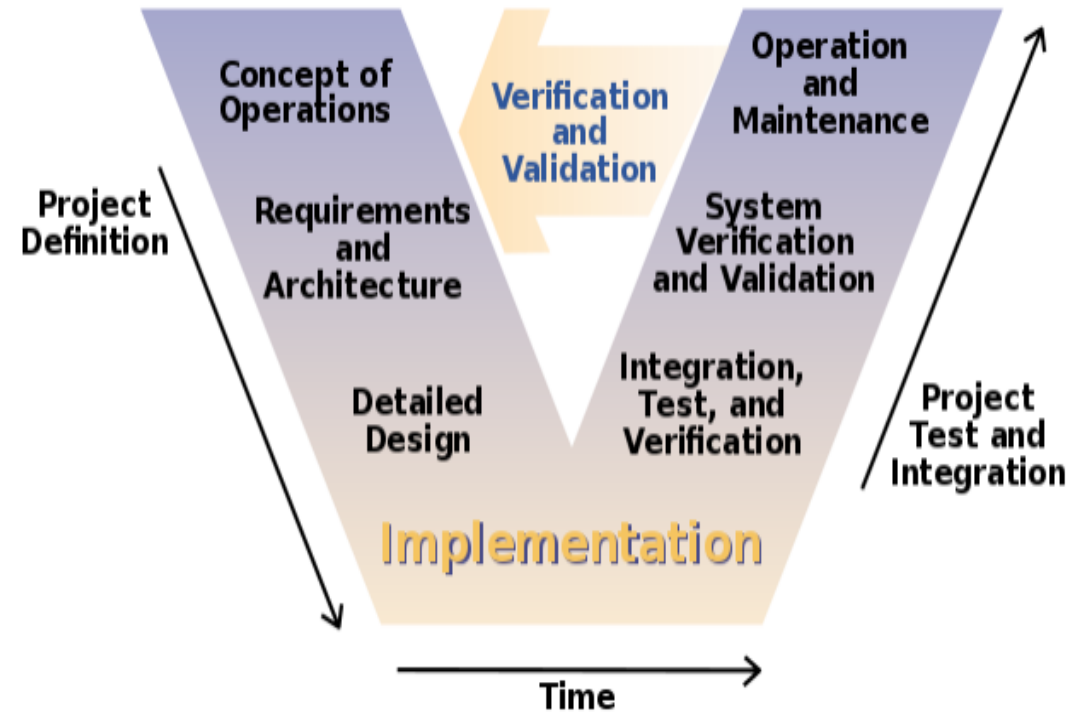 Concept of
Operations
Verification
and
Validation
Operation
and
Maintenance
Project
Definition
Requirements
and
Architecture
System
Verification
and Validation
Detailed
Design
Integration,
Test, and
Verification
Project
Test and
Integration
Implementation
Time